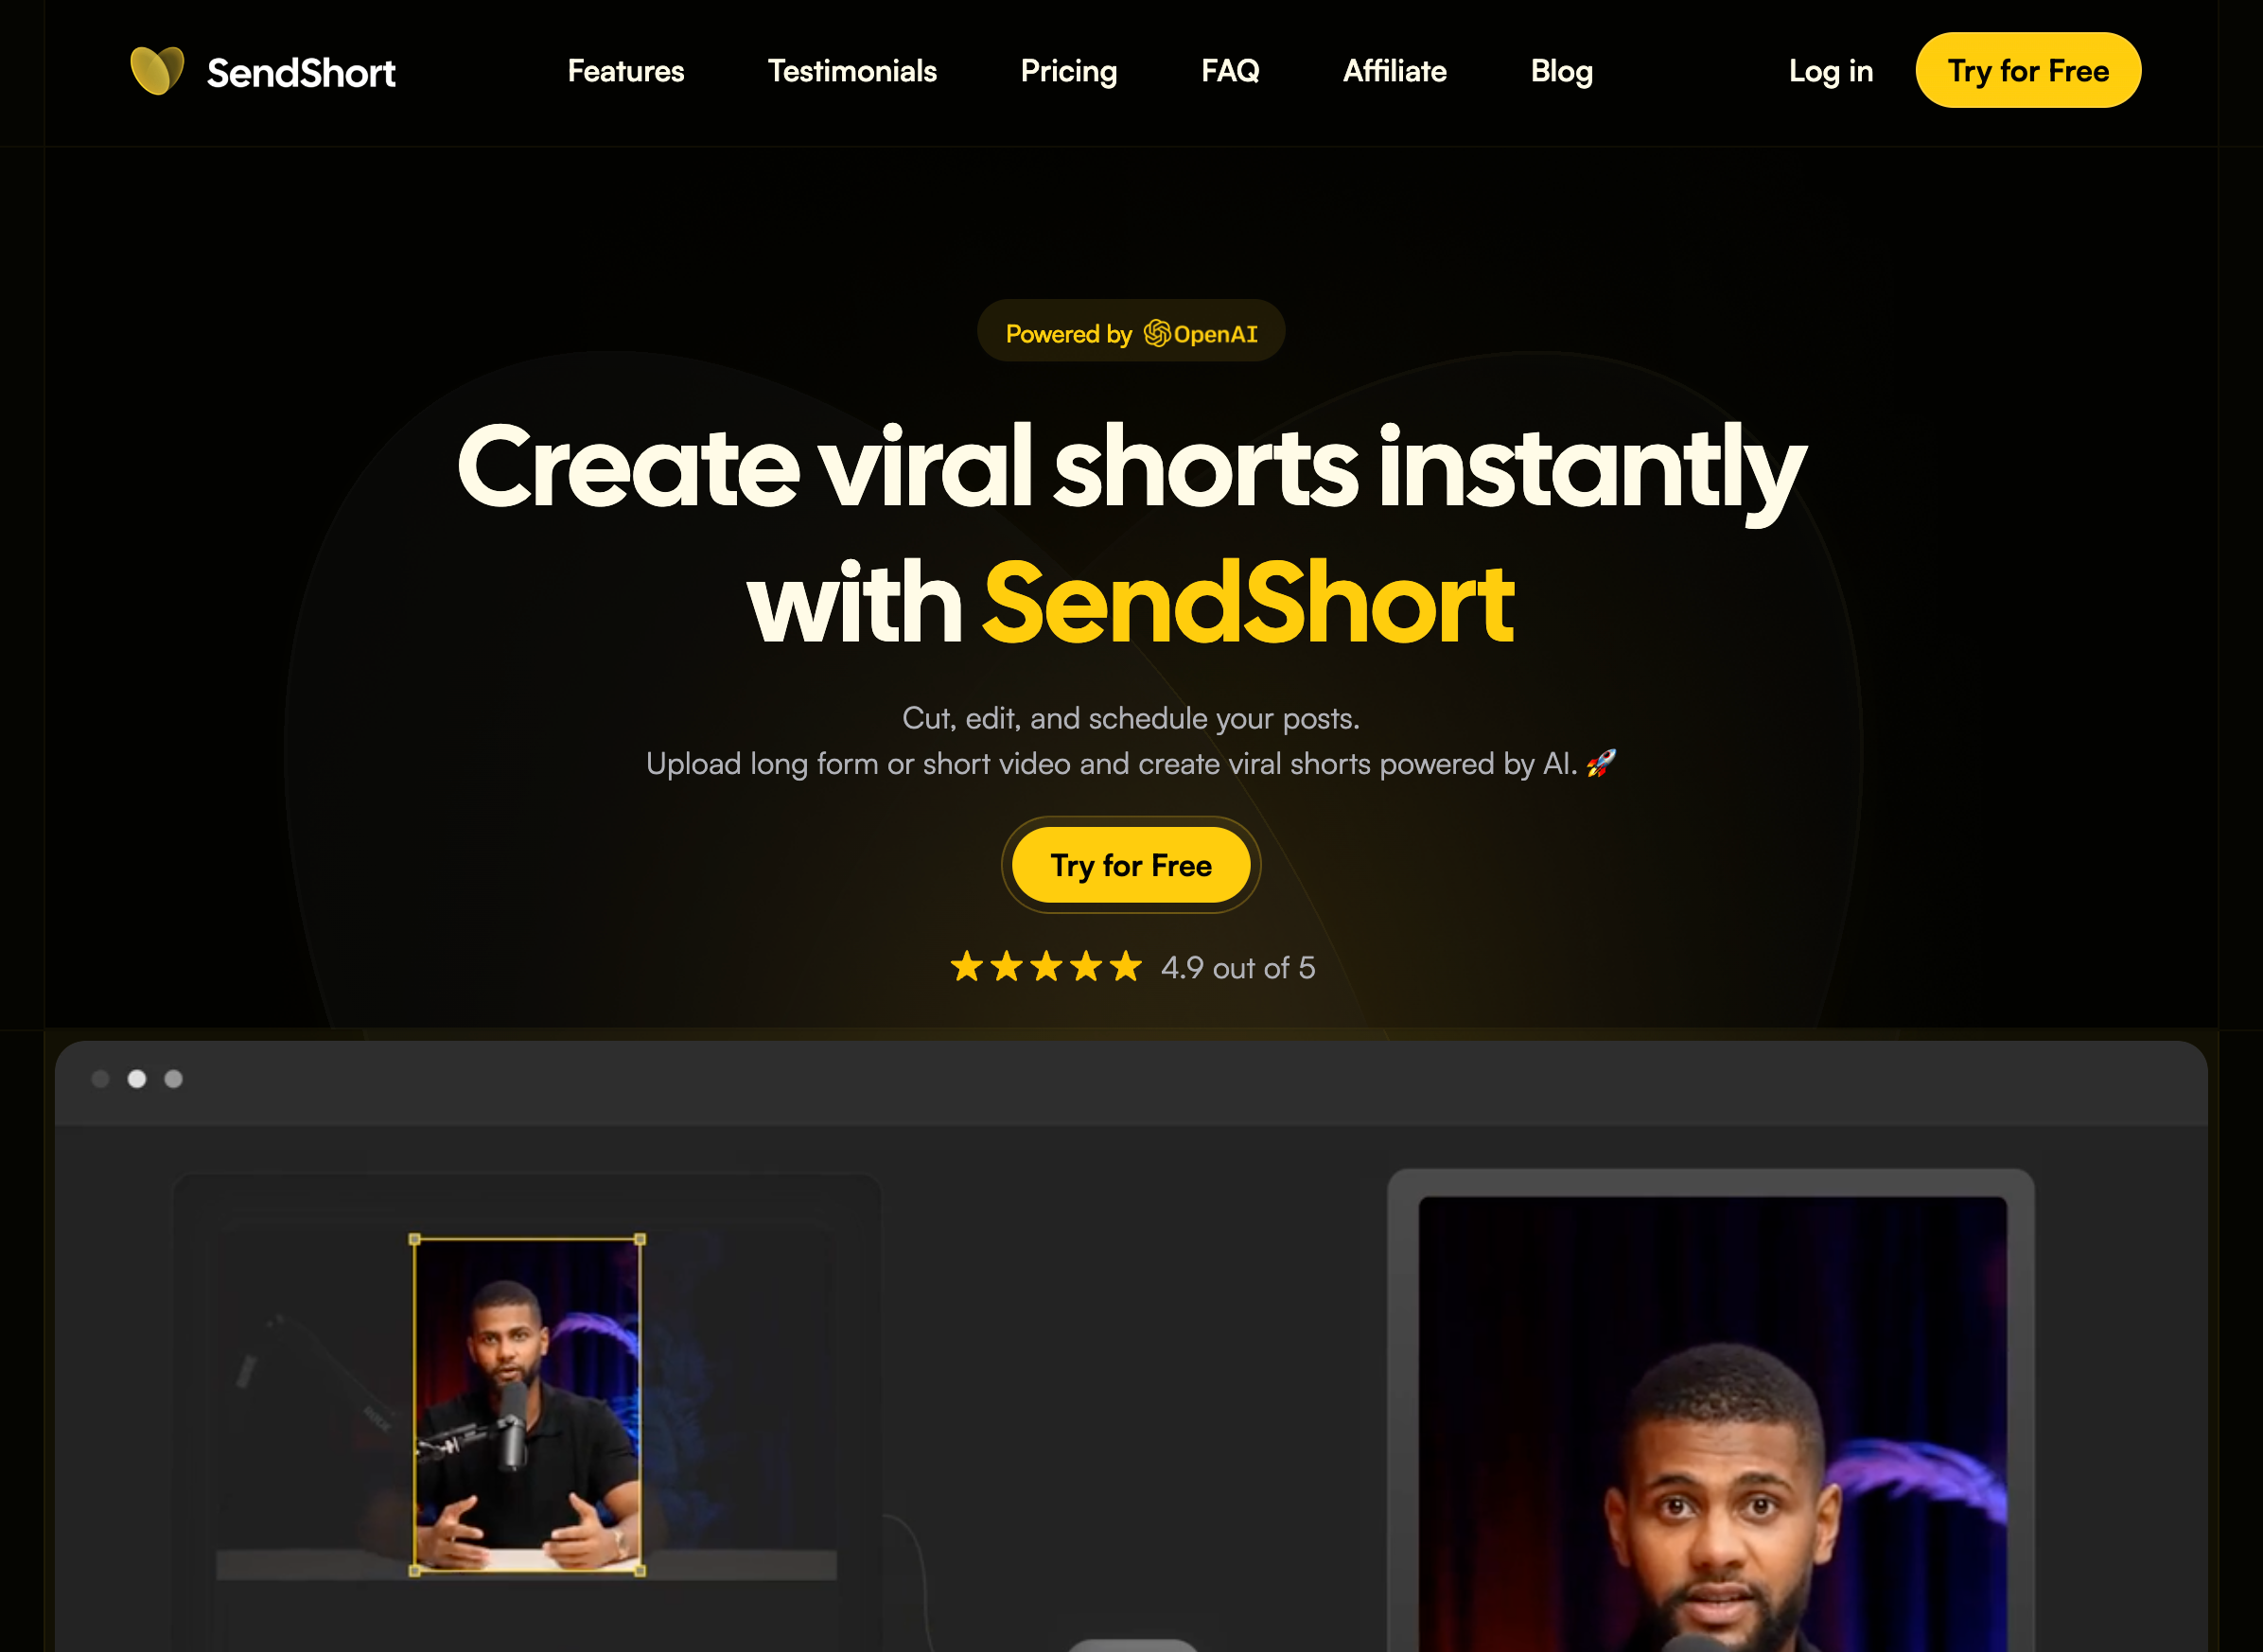 SendShort
Features
Testimonials
Pricing
FAQ
Affiliate
Blog
Log in
Try for Free
Powered by OpenAI
Create viral shorts instantly
with SendShort
Cut, edit, and schedule your posts.
Upload long form or short video and create viral shorts powered by AI. 🚀
Try for Free
4.9 out of 5